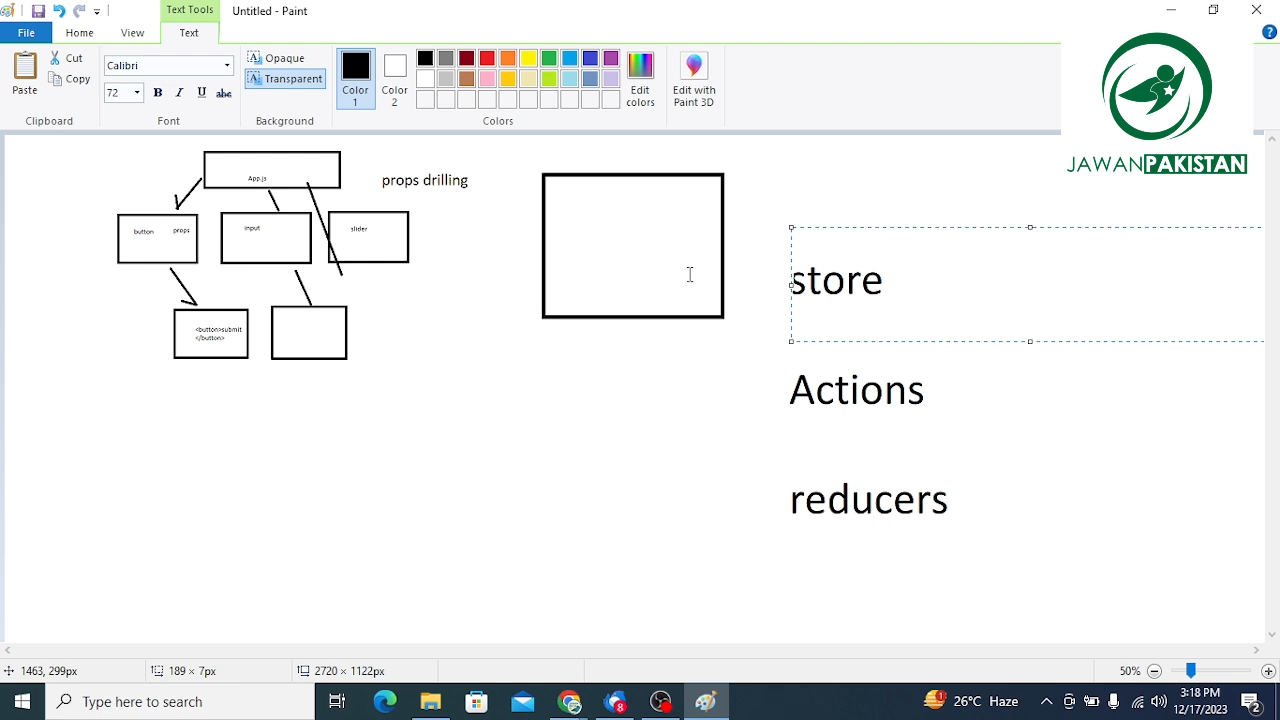 Text Tools
Untitled - Paint
File
Home
View
Text
Paste
Cut
Copy
Clipboard
Calibri
72
B I U abc
Font
Opaque
Transparent
Background
Color 1
Color 2
Edit colors
Colors
Edit with Paint 3D
JAWANPAKISTAN
App.js
props drilling
button
props
input
slider
<button>submit
</button>
store
Actions
reducers
1463, 299px
189 × 7px
2720 × 1122px
50%
Type here to search
8
1
26°C Haze
3:18 PM
12/17/2023
2